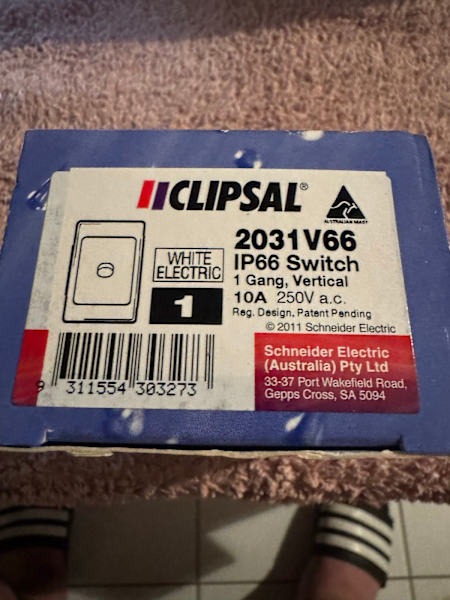 CLIPSAL®
AUSTRALIAN MADE
2031V66
IP66 Switch
1 Gang, Vertical
10A 250V a.c.
Reg. Design, Patent Pending
© 2011 Schneider Electric
WHITE
ELECTRIC
1
9 311554 303273
Schneider Electric
(Australia) Pty Ltd
33-37 Port Wakefield Road,
Gepps Cross, SA 5094